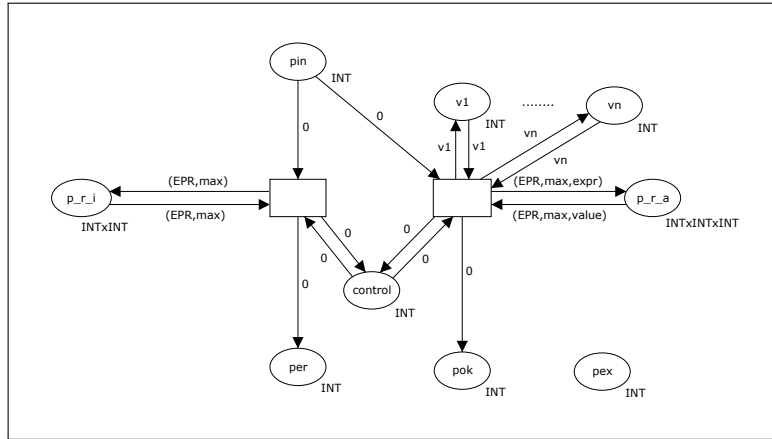 pin
INT
v1
INT
........
vn
INT
0
0
v1
v1
vn
vn
p_r_i
INTxINT
(EPR,max)
(EPR,max)
(EPR,max,expr)
(EPR,max,value)
p_r_a
INTxINTxINT
0
0
0
0
control
INT
0
0
per
INT
pok
INT
pex
INT